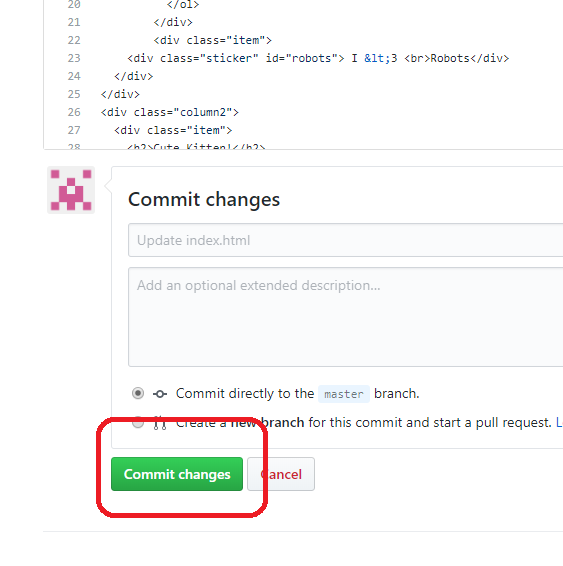 20 </ol>
21 </div>
22 <div class="item">
23 <div class="sticker" id="robots"> I &lt;3 <br>Robots</div>
24 </div>
25 </div>
26 <div class="column2">
27 <div class="item">
28 <h2>Cute Kitten!</h2>
Commit changes
Update index.html
Add an optional extended description...
Commit directly to the master branch.
Create a new branch for this commit and start a pull request.
Commit changes Cancel